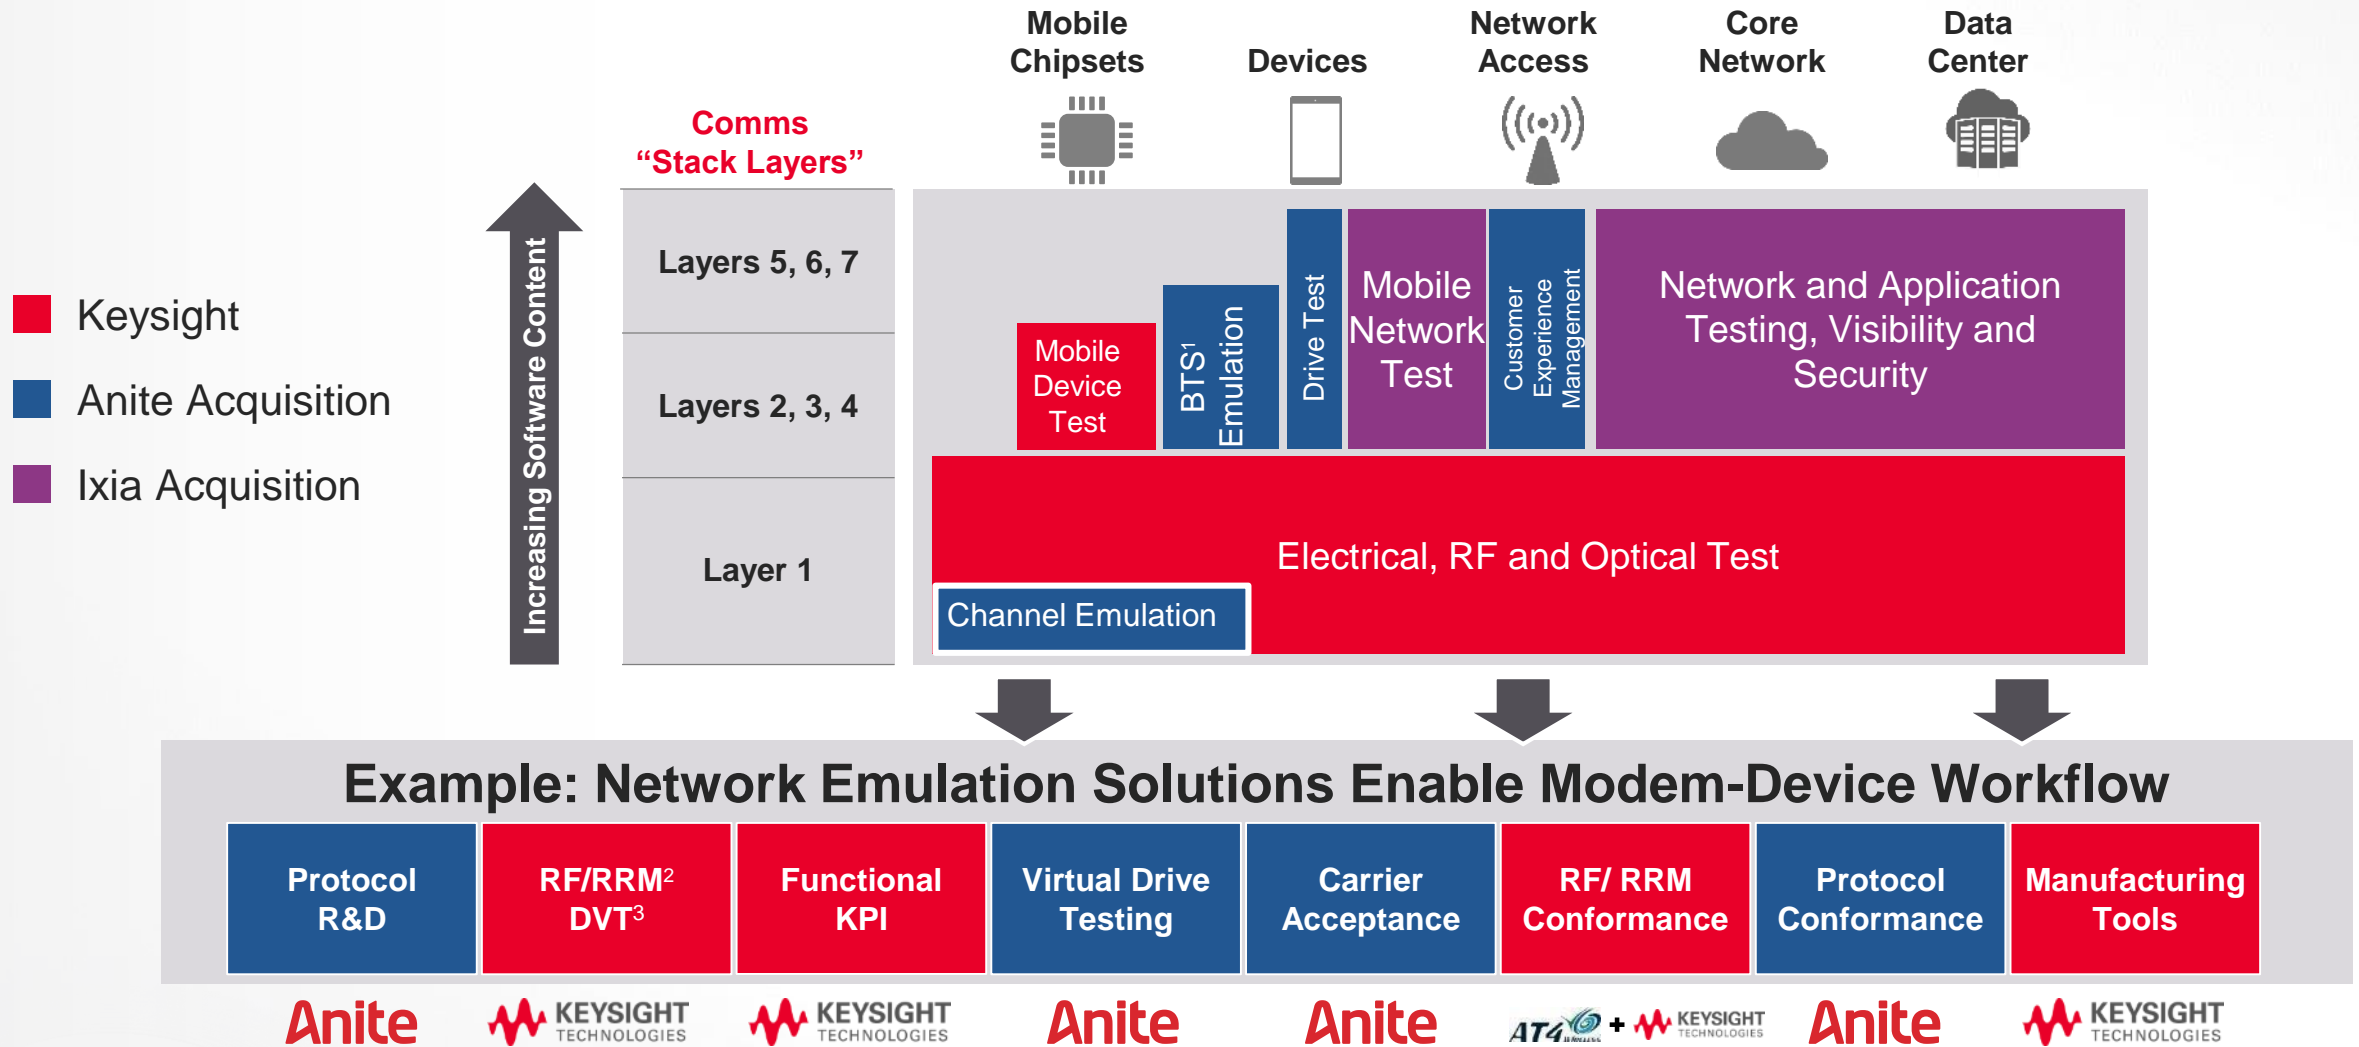 Mobile
Chipsets
Devices
Network
Access
Core
Network
Data
Center
Comms
“Stack Layers”
Keysight
Anite Acquisition
Ixia Acquisition
Increasing Software Content
Layers 5, 6, 7
Layers 2, 3, 4
Layer 1
Mobile
Device
Test
BTS¹
Emulation
Drive Test
Mobile
Network
Test
Customer
Experience
Management
Network and Application
Testing, Visibility and
Security
Electrical, RF and Optical Test
Channel Emulation
Example: Network Emulation Solutions Enable Modem-Device Workflow
Protocol
R&D
RF/RRM²
DVT³
Functional
KPI
Virtual Drive
Testing
Carrier
Acceptance
RF/ RRM
Conformance
Protocol
Conformance
Manufacturing
Tools
Anite
KEYSIGHT
TECHNOLOGIES
KEYSIGHT
TECHNOLOGIES
Anite
Anite
AT4
+
KEYSIGHT
TECHNOLOGIES
Anite
KEYSIGHT
TECHNOLOGIES